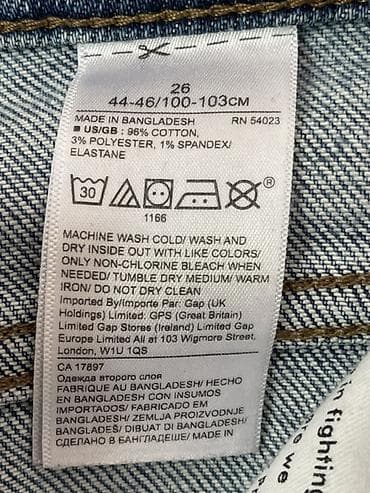 26
44-46/100-103CM
MADE IN BANGLADESH RN 54023
■ US/GB : 96% COTTON,
3% POLYESTER, 1% SPANDEX/
ELASTANE
30
®
1166
MACHINE WASH COLD/ WASH AND
DRY INSIDE OUT WITH LIKE COLORS/
ONLY NON-CHLORINE BLEACH WHEN
NEEDED/ TUMBLE DRY MEDIUM/ WARM
IRON/ DO NOT DRY CLEAN
Imported By/Importe Par: Gap (UK
Holdings) Limited: GPS (Great Britain)
Limited Gap Stores (Ireland) Limited Gap
Europe Limited All at 103 Wigmore Street,
London, W1U 1QS
CA 17897
Одежда второго слоя
FABRIQUE AU BANGLADESH/ HECHO
EN BANGLADESH CON INSUMOS
IMPORTADOS/ FABRICADO EM
BANGLADESH/ ZEMLJA PROIZVODNJE
BANGLADEŠ/ DIBUAT DI BANGLADESH/
СДЕЛАНО В БАНГЛАДЕШЕ/ MADE IN
in fightin
o we